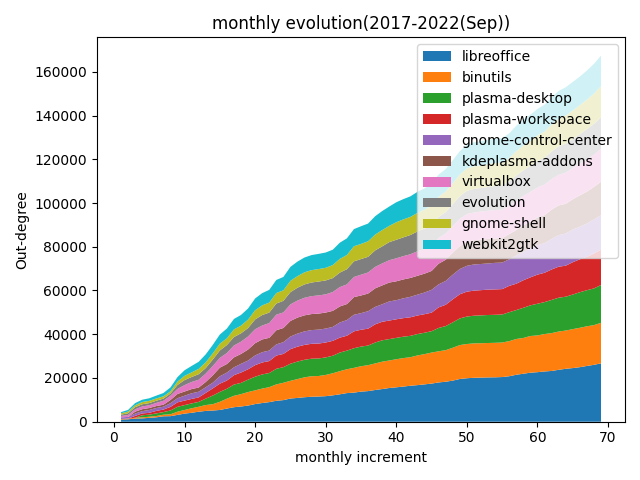 monthly evolution(2017-2022(Sep))
libreoffice
binutils
plasma-desktop
plasma-workspace
gnome-control-center
kdeplasma-addons
virtualbox
evolution
gnome-shell
webkit2gtk
Out-degree
160000
140000
120000
100000
80000
60000
40000
20000
0
0 10 20 30 40 50 60 70
monthly increment